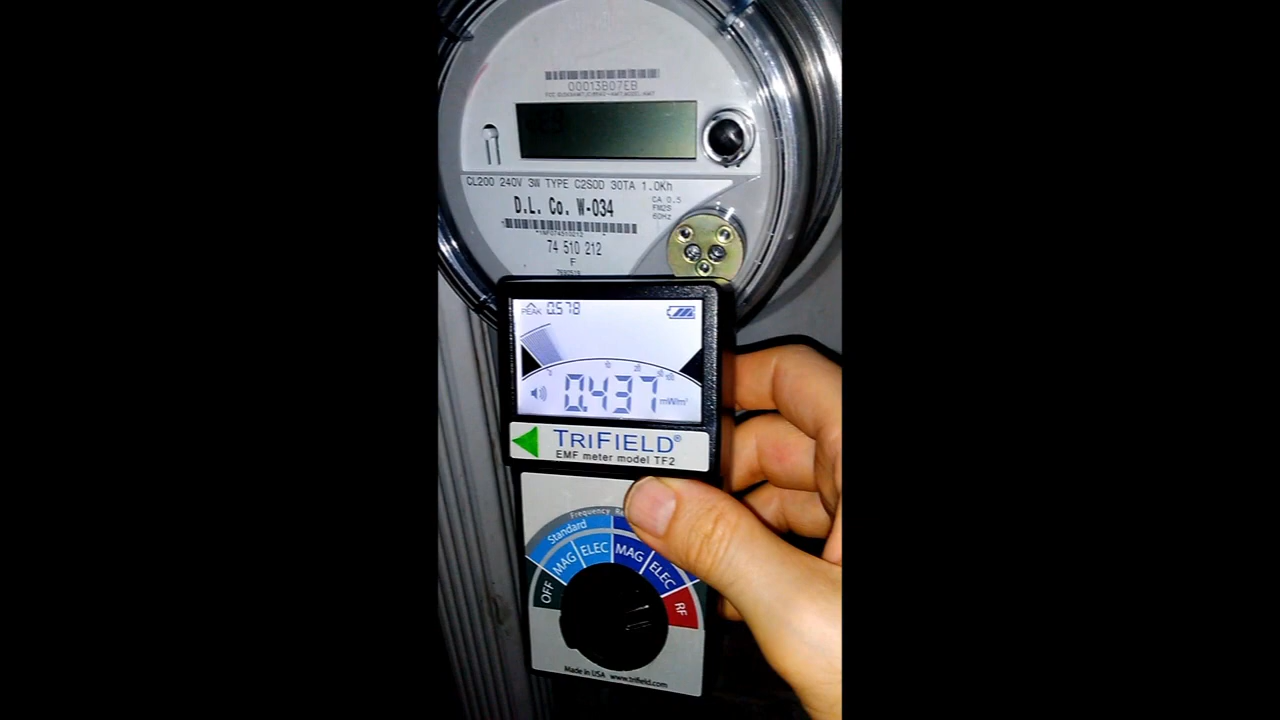 00013B07EB
CL200 240V 3W TYPE C2SOD 30TA 1.0Kh
CA 0.5
FM2S
60Hz
D.L. Co. W-034
74 510 212
F
PEAK 0.578
0.437 mW/m²
TRIFIELD®
EMF meter model TF2
Frequency
Standard
OFF MAG ELEC MAG ELEC RF
Made in USA www.trifield.com